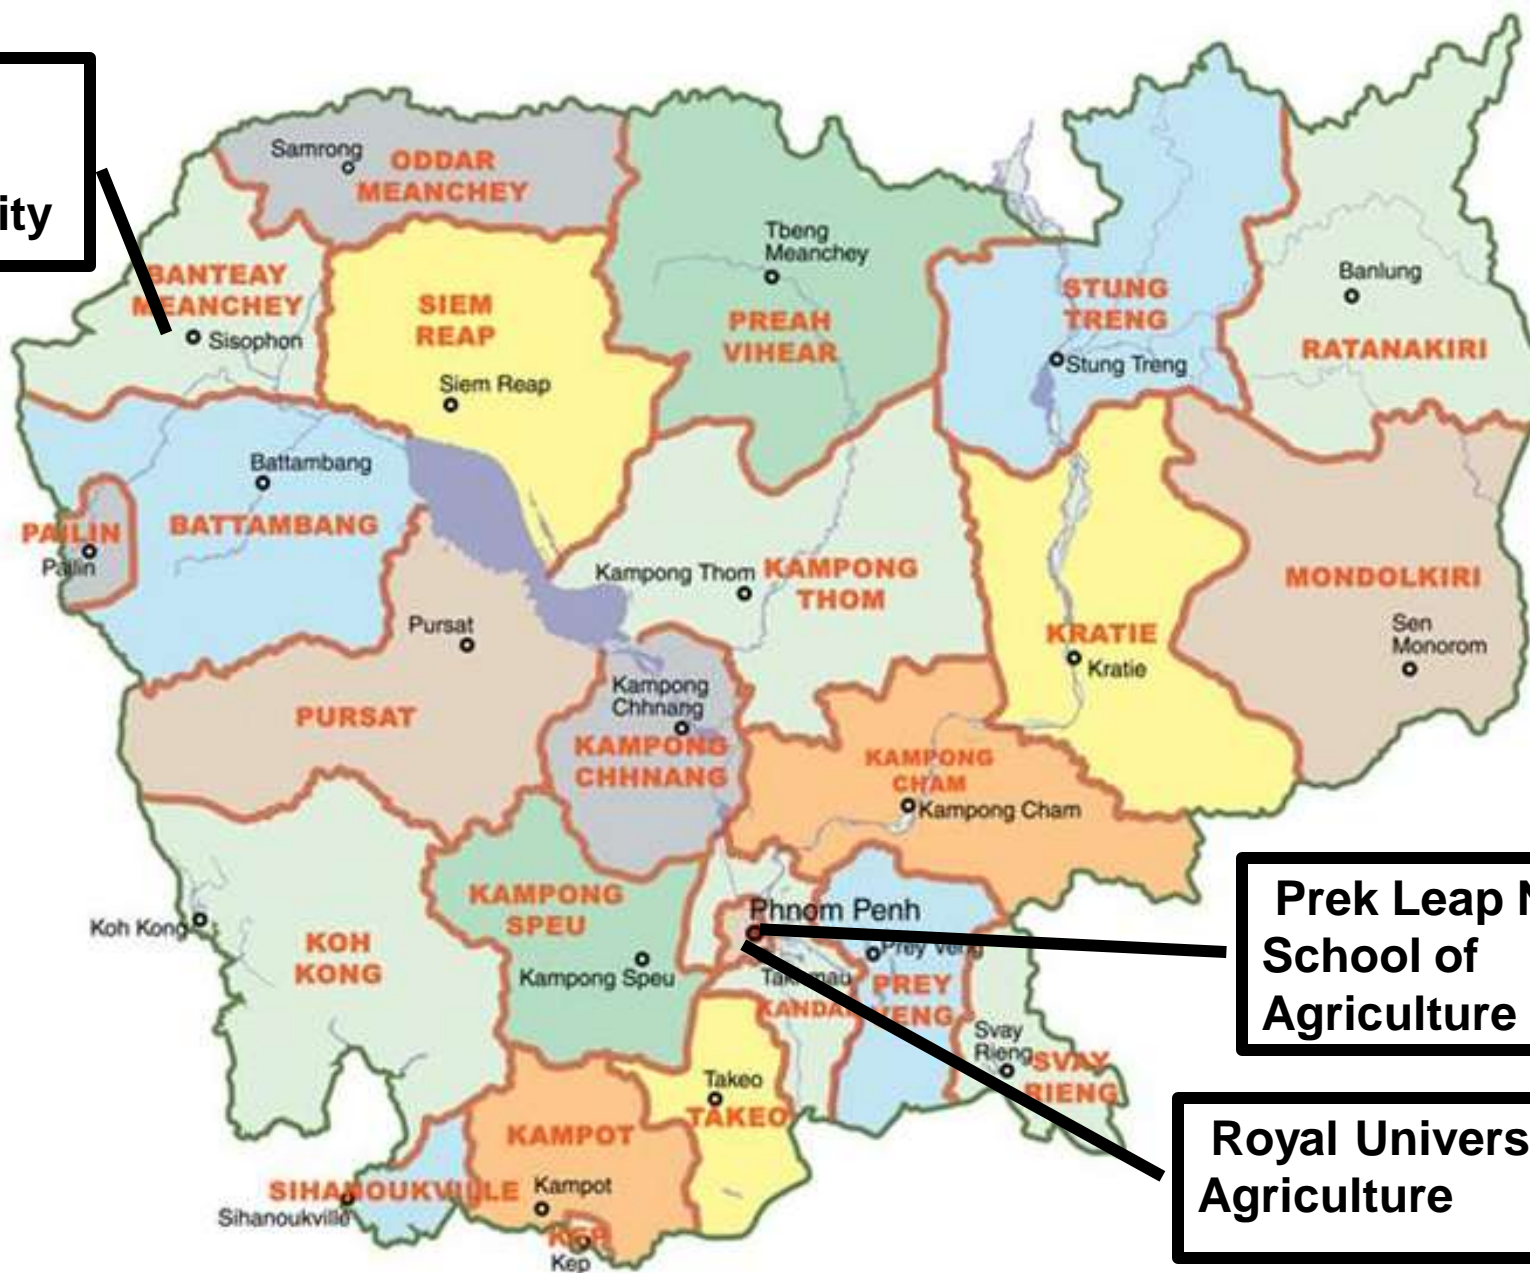 ity
Samrong
ODDAR
MEANCHEY
BANTEAY
MEANCHEY
Sisophon
SIEM
REAP
Siem Reap
Tbeng
Meanchey
PREAH
VIHEAR
STUNG
TRENG
Stung Treng
Banlung
RATANAKIRI
Battambang
BATTAMBANG
PAILIN
Pailin
Pursat
PURSAT
Kampong Thom
KAMPONG
THOM
KRATIE
Kratie
MONDOLKIRI
Sen
Monorom
Kampong
Chhnang
KAMPONG
CHHNANG
KAMPONG
CHAM
Kampong Cham
Koh Kong
KOH
KONG
KAMPONG
SPEU
Kampong Speu
Phnom Penh
Prey Veng
PREY
VENG
Takhmau
KANDAL
Svay
Rieng
SVAY
RIENG
Takeo
TAKEO
KAMPOT
Kampot
SIHANOUKVILLE
Sihanoukville
KEP
Kep
Prek Leap N
School of
Agriculture
Royal Univers
Agriculture